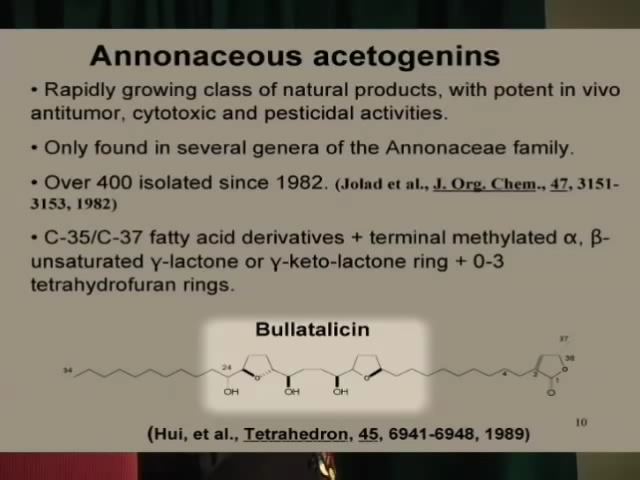 Annonaceous acetogenins
• Rapidly growing class of natural products, with potent in vivo
antitumor, cytotoxic and pesticidal activities.
• Only found in several genera of the Annonaceae family.
• Over 400 isolated since 1982. (Jolad et al., J. Org. Chem., 47, 3151-
3153, 1982)
• C-35/C-37 fatty acid derivatives + terminal methylated α, β-
unsaturated γ-lactone or γ-keto-lactone ring + 0-3
tetrahydrofuran rings.
Bullatalicin
37
34 24 4 2 36
O O O
1
OH OH OH O
10
(Hui, et al., Tetrahedron, 45, 6941-6948, 1989)